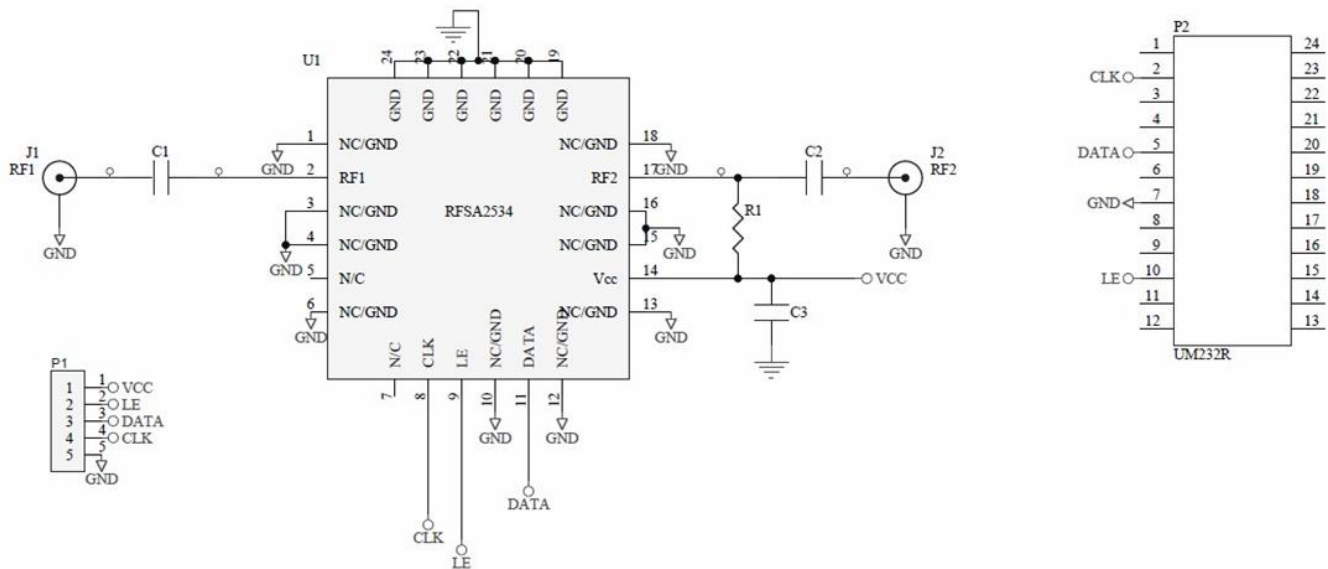 U1
24 23 22 21 20 19
GND GND GND GND GND GND
1 NC/GND NC/GND 18
GND GND
J1
RF1
C1
2 RF1 RF2 17
C2
J2
RF2
GND
3 NC/GND RFSA2534 NC/GND 16
R1
4 NC/GND NC/GND 15
GND GND
GND
5 N/C Vcc 14
VCC
6 NC/GND NC/GND 13
GND GND
C3
N/C CLK LE NC/GND DATA NC/GND
7 8 9 10 11 12
GND GND
DATA
CLK
LE
P1
1 1 VCC
2 2 LE
3 3 DATA
4 4 CLK
5 5
GND
P2
1 24
CLK 2 23
3 22
4 21
DATA 5 20
6 19
GND 7 18
8 17
9 16
LE 10 15
11 14
12 13
UM232R